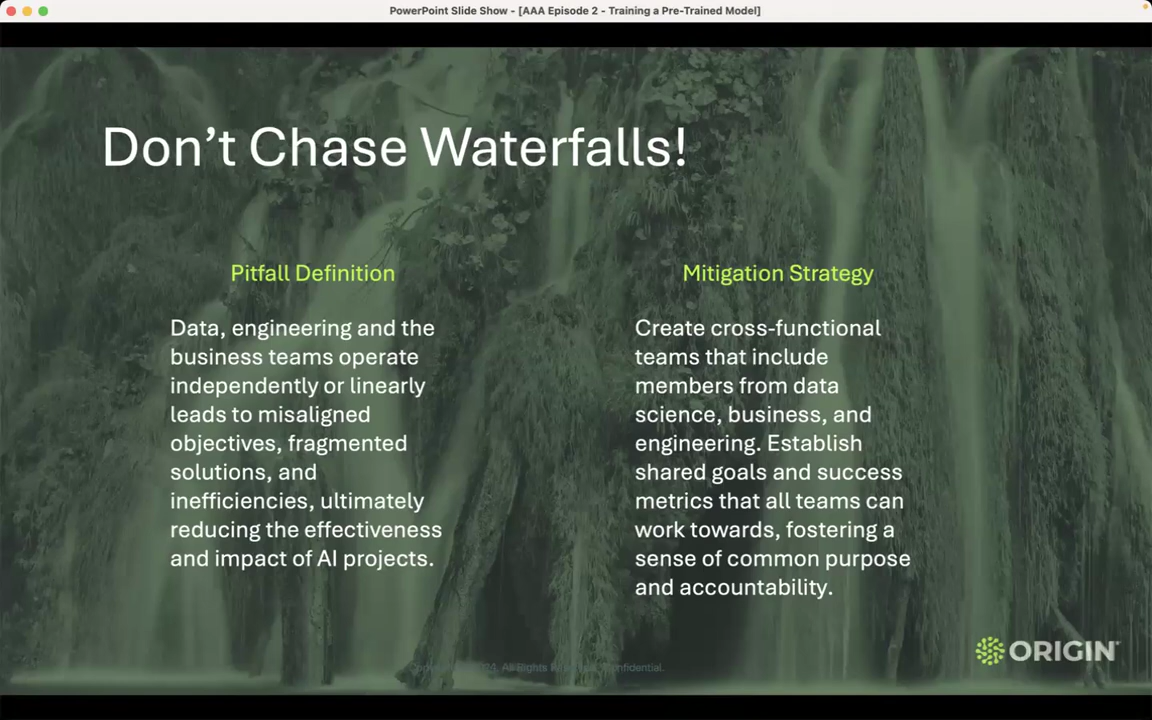 PowerPoint Slide Show - [AAA Episode 2 - Training a Pre-Trained Model]
Don't Chase Waterfalls!
Pitfall Definition
Data, engineering and the
business teams operate
independently or linearly
leads to misaligned
objectives, fragmented
solutions, and
inefficiencies, ultimately
reducing the effectiveness
and impact of AI projects.
Mitigation Strategy
Create cross-functional
teams that include
members from data
science, business, and
engineering. Establish
shared goals and success
metrics that all teams can
work towards, fostering a
sense of common purpose
and accountability.
All Rights Confidential.
ORIGIN